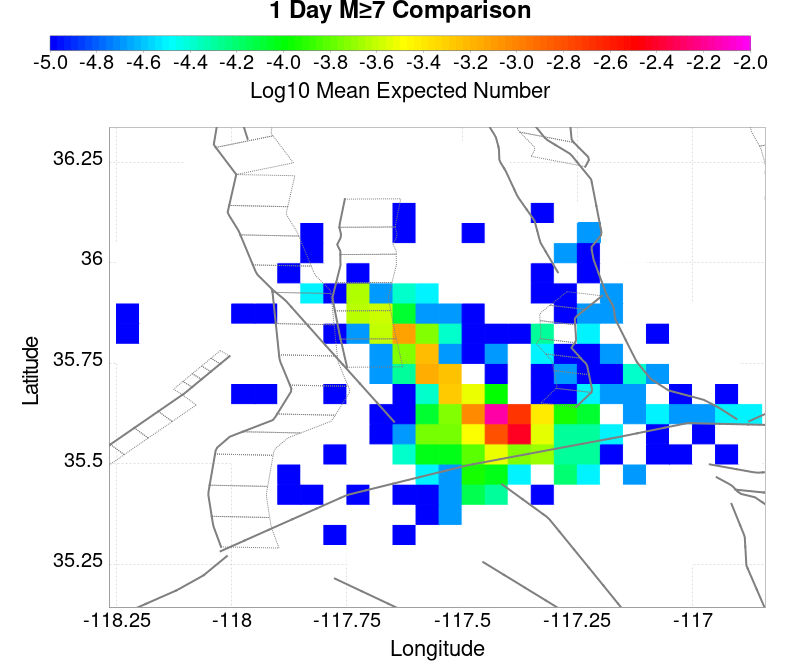 1 Day M≥7 Comparison
-5.0 -4.8 -4.6 -4.4 -4.2 -4.0 -3.8 -3.6 -3.4 -3.2 -3.0 -2.8 -2.6 -2.4 -2.2 -2.0
Log10 Mean Expected Number
36.25
36
35.75
35.5
35.25
Latitude
-118.25 -118 -117.75 -117.5 -117.25 -117
Longitude